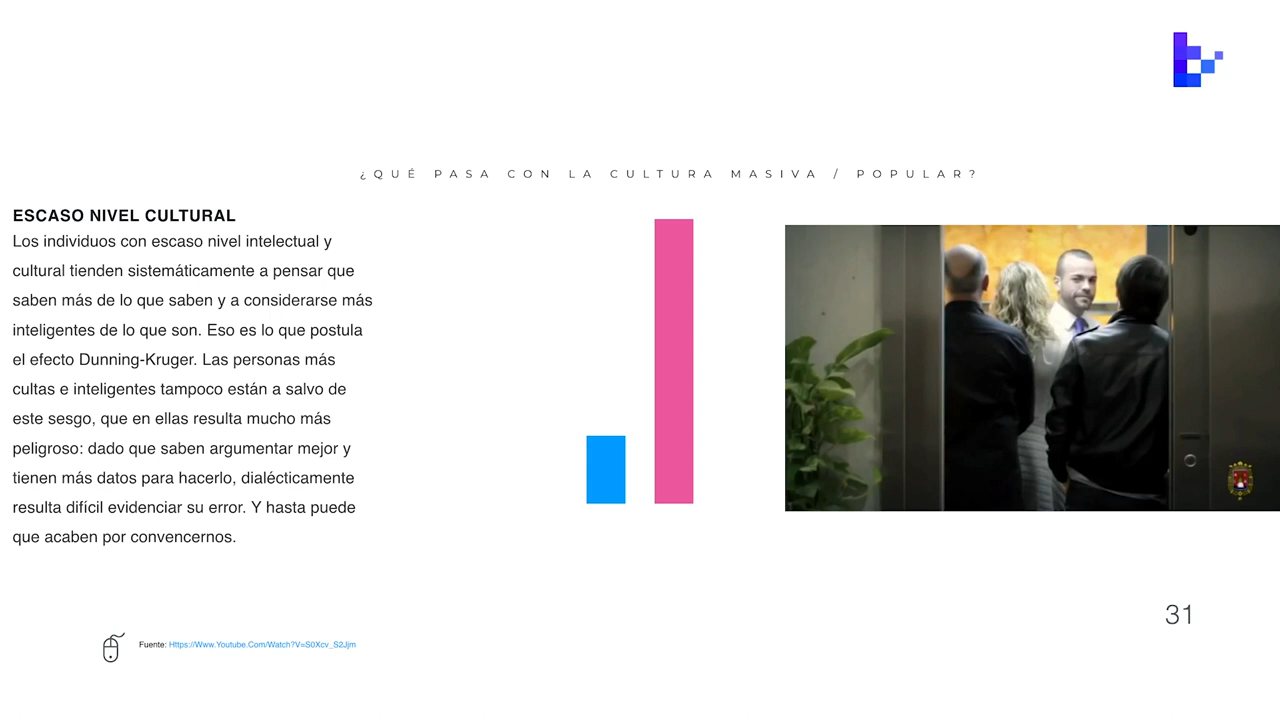 ¿QUÉ PASA CON LA CULTURA MASIVA / POPULAR?
ESCASO NIVEL CULTURAL
Los individuos con escaso nivel intelectual y
cultural tienden sistemáticamente a pensar que
saben más de lo que saben y a considerarse más
inteligentes de lo que son. Eso es lo que postula
el efecto Dunning-Kruger. Las personas más
cultas e inteligentes tampoco están a salvo de
este sesgo, que en ellas resulta mucho más
peligroso: dado que saben argumentar mejor y
tienen más datos para hacerlo, dialécticamente
resulta difícil evidenciar su error. Y hasta puede
que acaben por convencernos.
31
Fuente: Https://Www.Youtube.Com/Watch?V=S0Xcv_S2Jjm